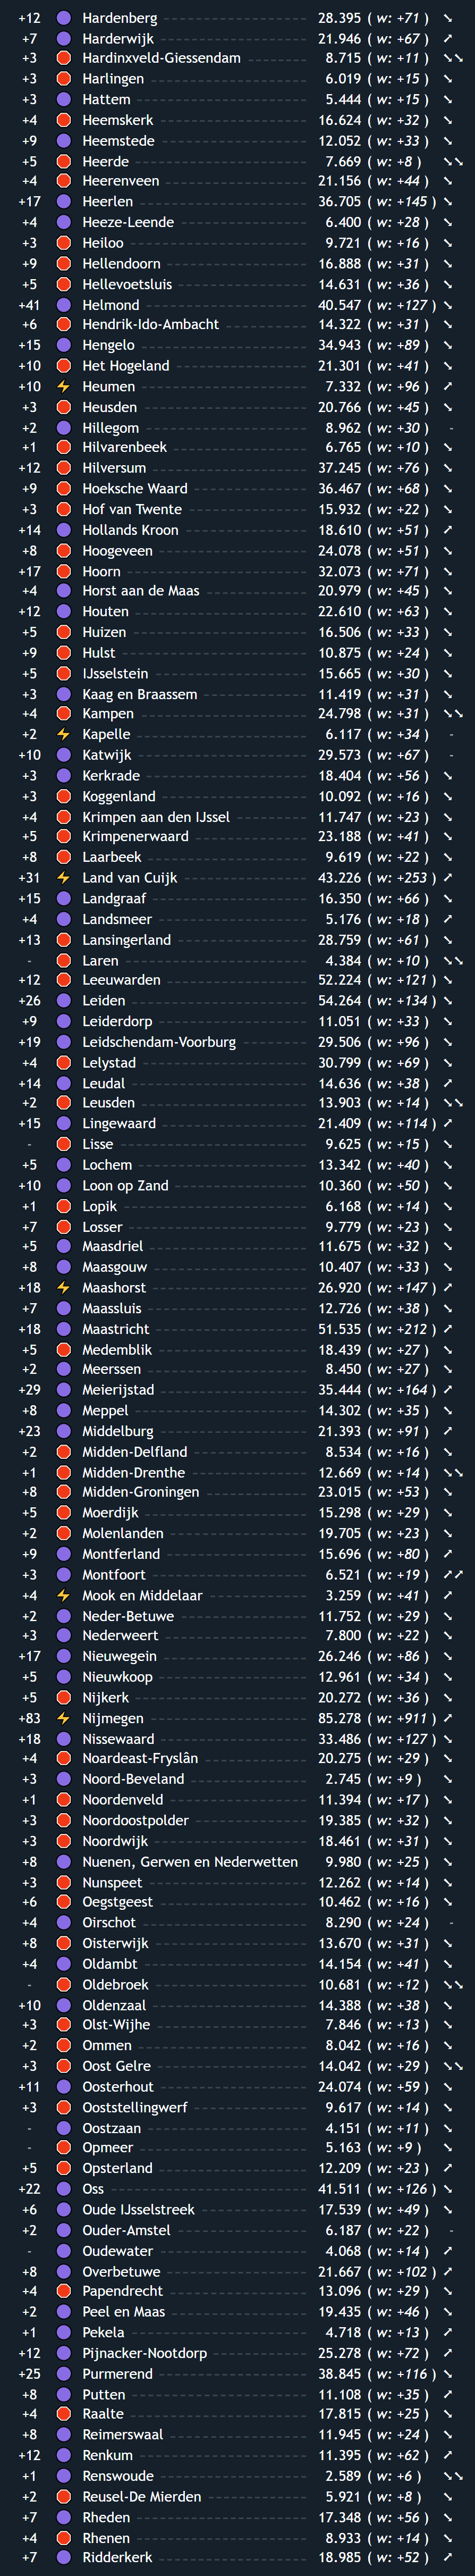 +12 Hardenberg 28.395 ( w: +71 ) ↘
+7 Harderwijk 21.946 ( w: +67 ) ↗
+3 Hardinxveld-Giessendam 8.715 ( w: +11 ) ↘↘
+3 Harlingen 6.019 ( w: +15 ) ↘
+3 Hattem 5.444 ( w: +15 ) ↘
+4 Heemskerk 16.624 ( w: +32 ) ↘
+9 Heemstede 12.052 ( w: +33 ) ↘
+5 Heerde 7.669 ( w: +8 ) ↘↘
+4 Heerenveen 21.156 ( w: +44 ) ↘
+17 Heerlen 36.705 ( w: +145 ) ↘
+4 Heeze-Leende 6.400 ( w: +28 ) ↘
+3 Heiloo 9.721 ( w: +16 ) ↘
+9 Hellendoorn 16.888 ( w: +31 ) ↘
+5 Hellevoetsluis 14.631 ( w: +36 ) ↘
+41 Helmond 40.547 ( w: +127 ) ↘
+6 Hendrik-Ido-Ambacht 14.322 ( w: +31 ) ↘
+15 Hengelo 34.943 ( w: +89 ) ↘
+10 Het Hogeland 21.301 ( w: +41 ) ↘
+10 ⚡ Heumen 7.332 ( w: +96 ) ↗
+3 Heusden 20.766 ( w: +45 ) ↘
+2 Hillegom 8.962 ( w: +30 ) -
+1 Hilvarenbeek 6.765 ( w: +10 ) ↘
+12 Hilversum 37.245 ( w: +76 ) ↘
+9 Hoeksche Waard 36.467 ( w: +68 ) ↘
+3 Hof van Twente 15.932 ( w: +22 ) ↘
+14 Hollands Kroon 18.610 ( w: +51 ) ↗
+8 Hoogeveen 24.078 ( w: +51 ) ↘
+17 Hoorn 32.073 ( w: +71 ) ↘
+4 Horst aan de Maas 20.979 ( w: +45 ) ↘
+12 Houten 22.610 ( w: +63 ) ↘
+5 Huizen 16.506 ( w: +33 ) ↘
+9 Hulst 10.875 ( w: +24 ) ↘
+5 IJsselstein 15.665 ( w: +30 ) ↘
+3 Kaag en Braassem 11.419 ( w: +31 ) ↘
+4 Kampen 24.798 ( w: +31 ) ↘↘
+2 ⚡ Kapelle 6.117 ( w: +34 ) -
+10 Katwijk 29.573 ( w: +67 ) -
+3 Kerkrade 18.404 ( w: +56 ) ↘
+3 Koggenland 10.092 ( w: +16 ) ↘
+4 Krimpen aan den IJssel 11.747 ( w: +23 ) ↘
+5 Krimpenerwaard 23.188 ( w: +41 ) ↘
+8 Laarbeek 9.619 ( w: +22 ) ↘
+31 ⚡ Land van Cuijk 43.226 ( w: +253 ) ↗
+15 Landgraaf 16.350 ( w: +66 ) ↘
+4 Landsmeer 5.176 ( w: +18 ) ↗
+13 Lansingerland 28.759 ( w: +61 ) ↘
- Laren 4.384 ( w: +10 ) ↘↘
+12 Leeuwarden 52.224 ( w: +121 ) ↘
+26 Leiden 54.264 ( w: +134 ) ↘
+9 Leiderdorp 11.051 ( w: +33 ) ↘
+19 Leidschendam-Voorburg 29.506 ( w: +96 ) ↘
+4 Lelystad 30.799 ( w: +69 ) ↘
+14 Leudal 14.636 ( w: +38 ) ↗
+2 Leusden 13.903 ( w: +14 ) ↘↘
+15 Lingewaard 21.409 ( w: +114 ) ↗
- Lisse 9.625 ( w: +15 ) ↘
+5 Lochem 13.342 ( w: +40 ) ↘
+10 Loon op Zand 10.360 ( w: +50 ) ↘
+1 Lopik 6.168 ( w: +14 ) ↘
+7 Losser 9.779 ( w: +23 ) ↘
+5 Maasdriel 11.675 ( w: +32 ) ↘
+8 Maasgouw 10.407 ( w: +33 ) ↘
+18 ⚡ Maashorst 26.920 ( w: +147 ) ↗
+7 Maassluis 12.726 ( w: +38 ) ↘
+18 Maastricht 51.535 ( w: +212 ) ↗
+5 Medemblik 18.439 ( w: +27 ) ↘
+2 Meerssen 8.450 ( w: +27 ) ↘
+29 Meierijstad 35.444 ( w: +164 ) ↗
+8 Meppel 14.302 ( w: +35 ) ↘
+23 Middelburg 21.393 ( w: +91 ) ↗
+2 Midden-Delfland 8.534 ( w: +16 ) ↘
+1 Midden-Drenthe 12.669 ( w: +14 ) ↘↘
+8 Midden-Groningen 23.015 ( w: +53 ) ↘
+5 Moerdijk 15.298 ( w: +29 ) ↘
+2 Molenlanden 19.705 ( w: +23 ) ↘
+9 Montferland 15.696 ( w: +80 ) ↗
+3 Montfoort 6.521 ( w: +19 ) ↗↗
+4 ⚡ Mook en Middelaar 3.259 ( w: +41 ) ↗
+2 Neder-Betuwe 11.752 ( w: +29 ) ↘
+3 Nederweert 7.800 ( w: +22 ) ↘
+17 Nieuwegein 26.246 ( w: +86 ) ↘
+5 Nieuwkoop 12.961 ( w: +34 ) ↘
+5 Nijkerk 20.272 ( w: +36 ) ↘
+83 ⚡ Nijmegen 85.278 ( w: +911 ) ↗
+18 Nissewaard 33.486 ( w: +127 ) ↘
+4 Noardeast-Fryslân 20.275 ( w: +29 ) ↘
+3 Noord-Beveland 2.745 ( w: +9 ) ↘
+1 Noordenveld 11.394 ( w: +17 ) ↘
+3 Noordoostpolder 19.385 ( w: +32 ) ↘
+3 Noordwijk 18.461 ( w: +31 ) ↘
+8 Nuenen, Gerwen en Nederwetten 9.980 ( w: +25 ) ↘
+3 Nunspeet 12.262 ( w: +14 ) ↘
+6 Oegstgeest 10.462 ( w: +16 ) ↘
+4 Oirschot 8.290 ( w: +24 ) -
+8 Oisterwijk 13.670 ( w: +31 ) ↘
+4 Oldambt 14.154 ( w: +41 ) ↘
- Oldebroek 10.681 ( w: +12 ) ↘↘
+10 Oldenzaal 14.388 ( w: +38 ) ↘
+3 Olst-Wijhe 7.846 ( w: +13 ) ↘
+2 Ommen 8.042 ( w: +16 ) ↘
+3 Oost Gelre 14.042 ( w: +29 ) ↘↘
+11 Oosterhout 24.074 ( w: +59 ) ↘
+3 Ooststellingwerf 9.617 ( w: +14 ) ↘
- Oostzaan 4.151 ( w: +11 ) ↘
- Opmeer 5.163 ( w: +9 ) ↘
+5 Opsterland 12.209 ( w: +23 ) ↗
+22 Oss 41.511 ( w: +126 ) ↘
+6 Oude IJsselstreek 17.539 ( w: +49 ) ↘
+2 Ouder-Amstel 6.187 ( w: +22 ) -
- Oudewater 4.068 ( w: +14 ) ↗
+8 Overbetuwe 21.667 ( w: +102 ) ↗
+4 Papendrecht 13.096 ( w: +29 ) ↘
+2 Peel en Maas 19.435 ( w: +46 ) ↘
+1 Pekela 4.718 ( w: +13 ) ↗
+12 Pijnacker-Nootdorp 25.278 ( w: +72 ) ↗
+25 Purmerend 38.845 ( w: +116 ) ↘
+8 Putten 11.108 ( w: +35 ) ↗
+4 Raalte 17.815 ( w: +25 ) ↘
+8 Reimerswaal 11.945 ( w: +24 ) ↘
+12 Renkum 11.395 ( w: +62 ) ↗
+1 Renswoude 2.589 ( w: +6 ) ↘↘
+2 Reusel-De Mierden 5.921 ( w: +8 ) ↘
+7 Rheden 17.348 ( w: +56 ) ↘
+4 Rhenen 8.933 ( w: +14 ) ↘
+7 Ridderkerk 18.985 ( w: +52 ) ↗